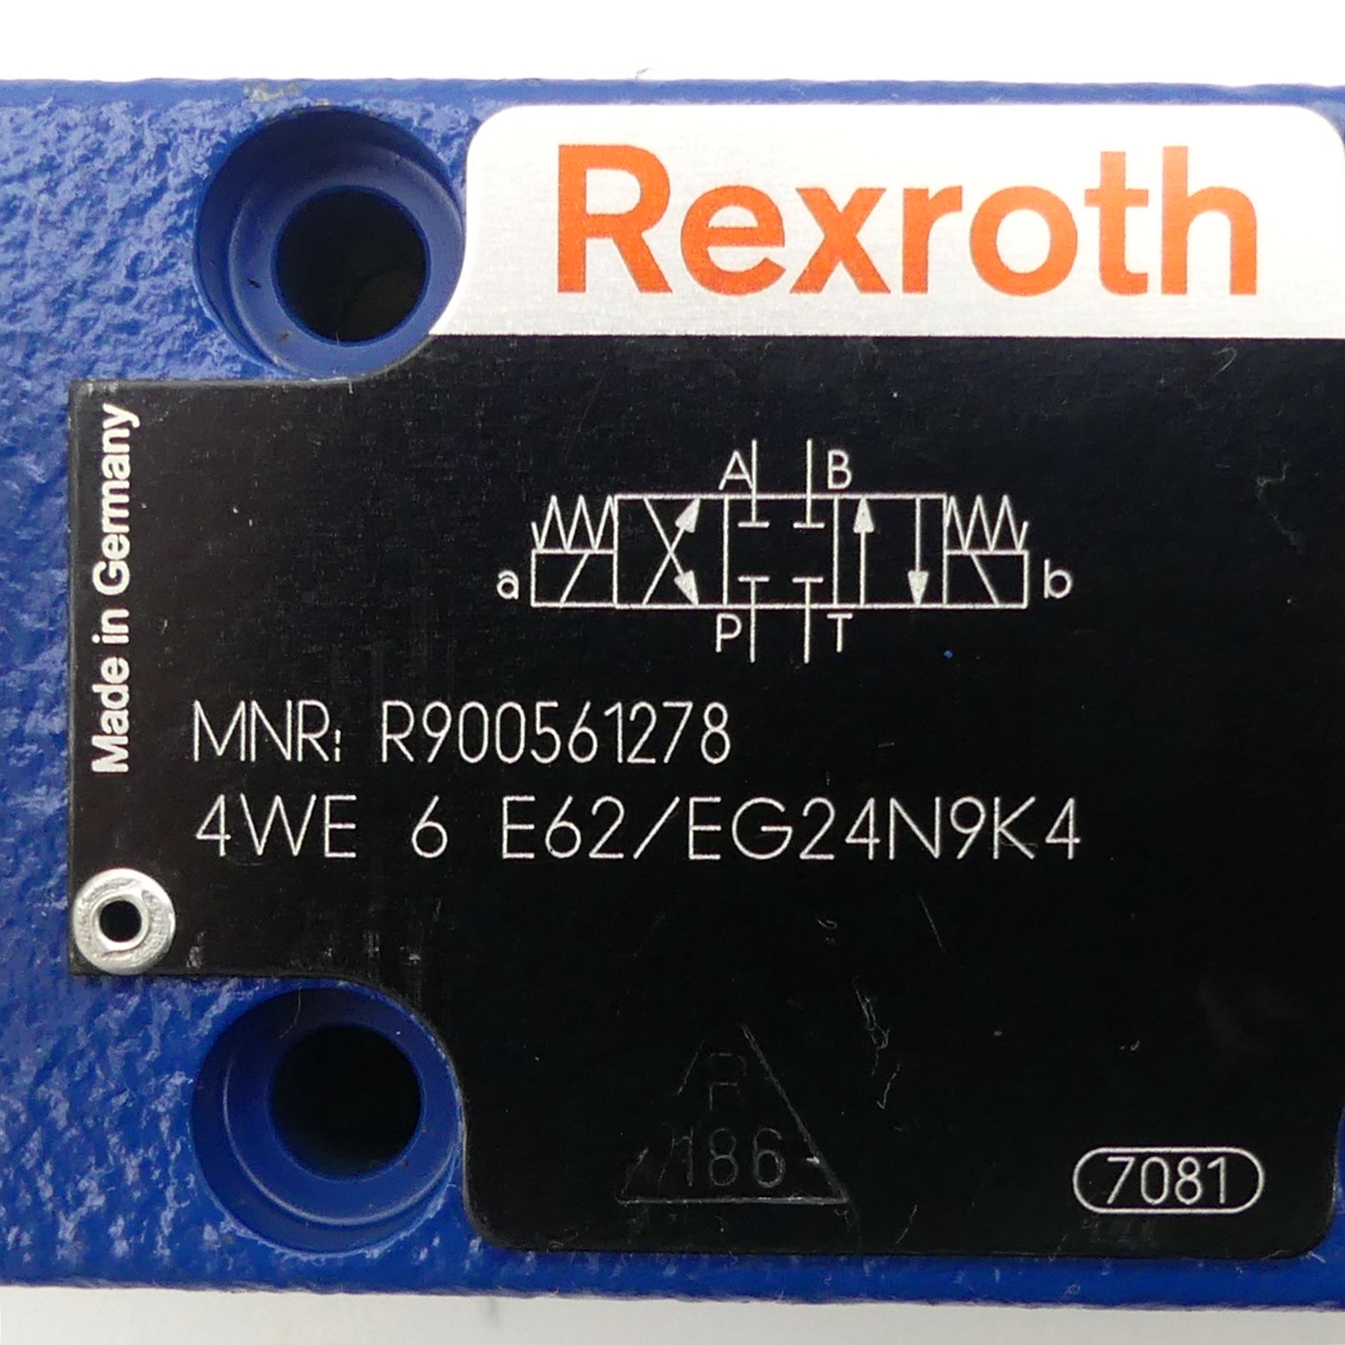 Rexroth
Made in Germany
A B
a b
P T
MNR: R900561278
4WE 6 E62/EG24N9K4
R
186
7081